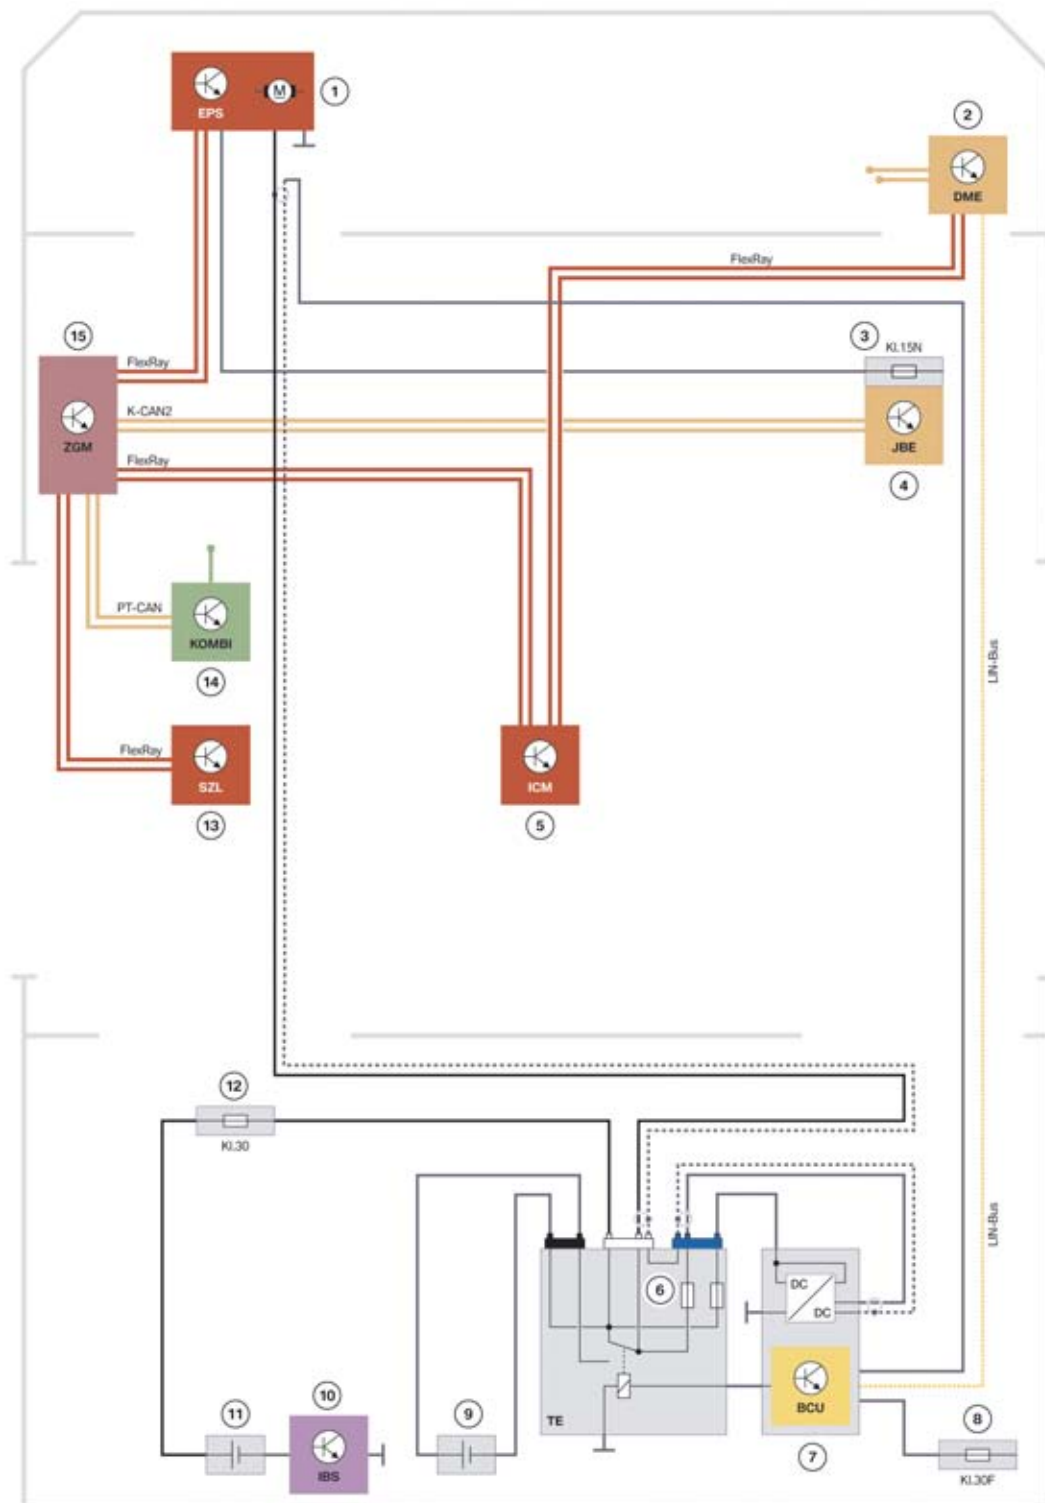 M
EPS
1
2
DME
FlexRay
15
3
Kl.15N
FlexRay
K-CAN2
ZGM
JBE
FlexRay
4
PT-CAN
KOMBI
14
LIN-Bus
FlexRay
SZL
ICM
13
5
12
Kl.30
LIN-Bus
6
DC
DC
10
11
9
BCU
8
TE
IBS
7
Kl.30F